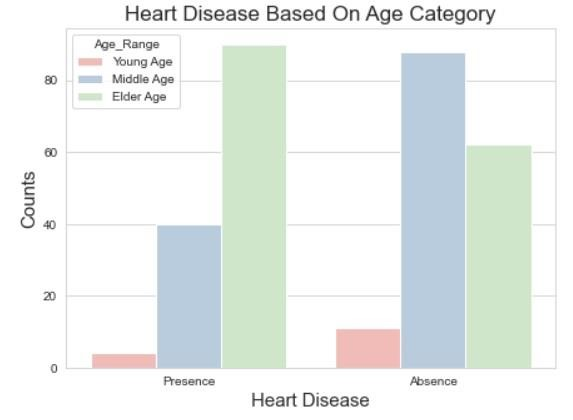 Heart Disease Based On Age Category
Age_Range
Young Age
Middle Age
Elder Age
Counts
80
60
40
20
0
Presence
Absence
Heart Disease